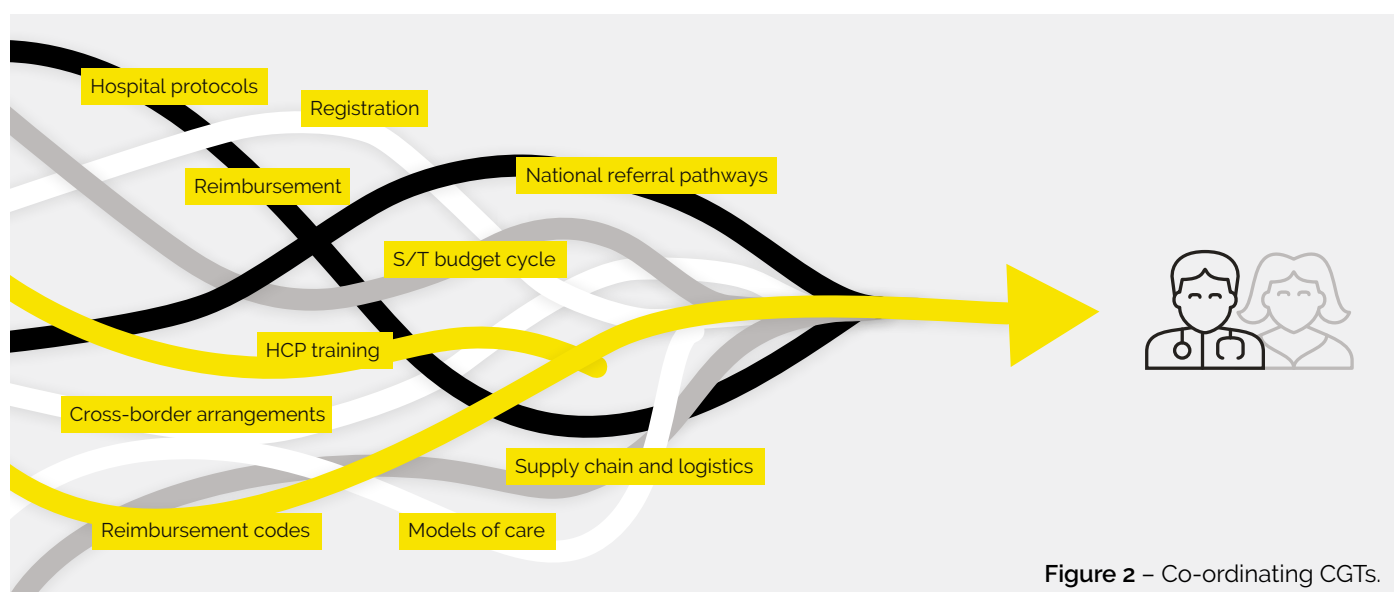 Hospital protocols
Registration
Reimbursement
National referral pathways
S/T budget cycle
HCP training
Cross-border arrangements
Supply chain and logistics
Reimbursement codes
Models of care
Figure 2 – Co-ordinating CGTs.